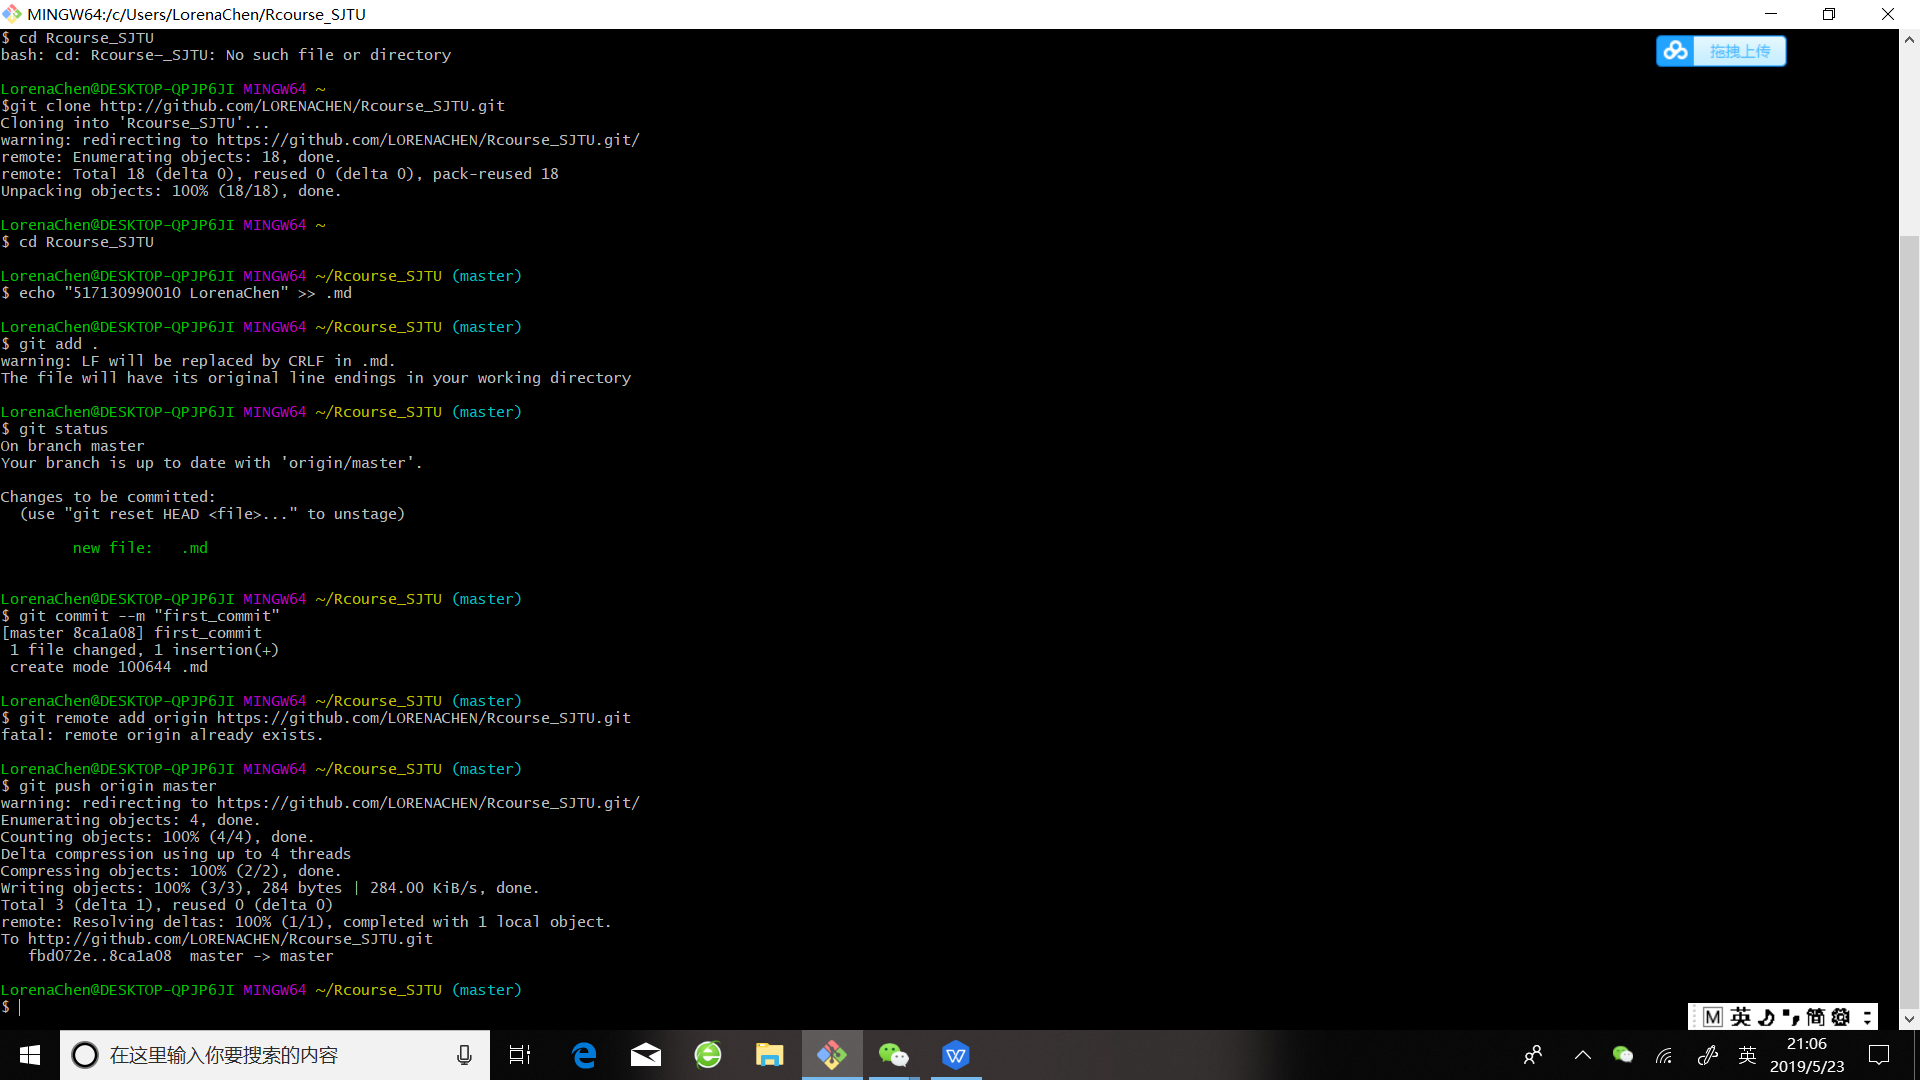 MINGW64:/c/Users/LorenaChen/Rcourse_SJTU
$ cd Rcourse_SJTU
bash: cd: Rcourse—_SJTU: No such file or directory
拖拽上传
LorenaChen@DESKTOP-QPJP6JI MINGW64 ~
$git clone http://github.com/LORENACHEN/Rcourse_SJTU.git
Cloning into 'Rcourse_SJTU'...
warning: redirecting to https://github.com/LORENACHEN/Rcourse_SJTU.git/
remote: Enumerating objects: 18, done.
remote: Total 18 (delta 0), reused 0 (delta 0), pack-reused 18
Unpacking objects: 100% (18/18), done.
LorenaChen@DESKTOP-QPJP6JI MINGW64 ~
$ cd Rcourse_SJTU
LorenaChen@DESKTOP-QPJP6JI MINGW64 ~/Rcourse_SJTU (master)
$ echo "517130990010 LorenaChen" >> .md
LorenaChen@DESKTOP-QPJP6JI MINGW64 ~/Rcourse_SJTU (master)
$ git add .
warning: LF will be replaced by CRLF in .md.
The file will have its original line endings in your working directory
LorenaChen@DESKTOP-QPJP6JI MINGW64 ~/Rcourse_SJTU (master)
$ git status
On branch master
Your branch is up to date with 'origin/master'.
Changes to be committed:
(use "git reset HEAD <file>..." to unstage)
new file: .md
LorenaChen@DESKTOP-QPJP6JI MINGW64 ~/Rcourse_SJTU (master)
$ git commit --m "first_commit"
[master 8ca1a08] first_commit
1 file changed, 1 insertion(+)
create mode 100644 .md
LorenaChen@DESKTOP-QPJP6JI MINGW64 ~/Rcourse_SJTU (master)
$ git remote add origin https://github.com/LORENACHEN/Rcourse_SJTU.git
fatal: remote origin already exists.
LorenaChen@DESKTOP-QPJP6JI MINGW64 ~/Rcourse_SJTU (master)
$ git push origin master
warning: redirecting to https://github.com/LORENACHEN/Rcourse_SJTU.git/
Enumerating objects: 4, done.
Counting objects: 100% (4/4), done.
Delta compression using up to 4 threads
Compressing objects: 100% (2/2), done.
Writing objects: 100% (3/3), 284 bytes | 284.00 KiB/s, done.
Total 3 (delta 1), reused 0 (delta 0)
remote: Resolving deltas: 100% (1/1), completed with 1 local object.
To http://github.com/LORENACHEN/Rcourse_SJTU.git
fbd072e..8ca1a08 master -> master
LorenaChen@DESKTOP-QPJP6JI MINGW64 ~/Rcourse_SJTU (master)
$
M 英 简
在这里输入你要搜索的内容
英
21:06
2019/5/23